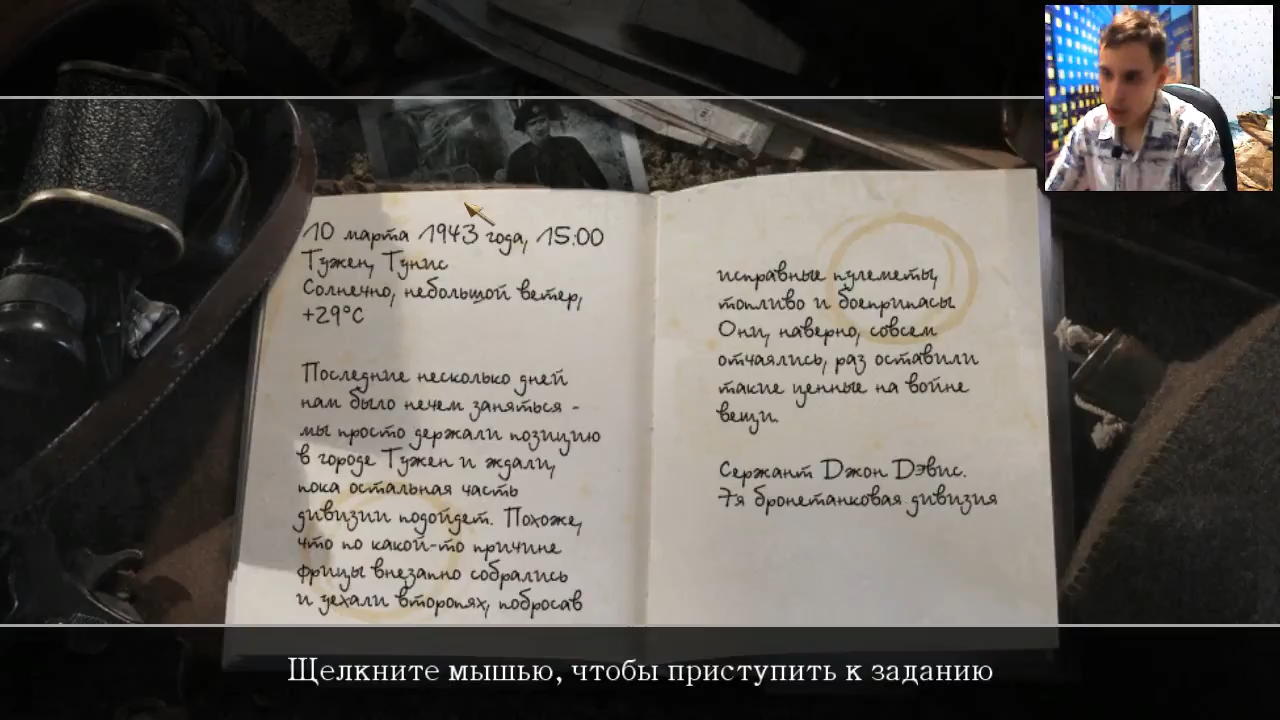 10 марта 1943 года, 15:00
Тужен, Тунис
Солнечно, небольшой ветер,
+29°C
Последние несколько дней
нам было нечем заняться -
мы просто держали позицию
в городе Тужен и ждали,
пока остальная часть
дивизии подойдет. Похоже,
что по какой-то причине
фрицы внезапно собрались
и уехали второпях, побросав
исправные пулеметы,
топливо и боеприпасы
Они, наверно, совсем
отчаялись, раз оставили
такие ценные на войне
вещи.
Сержант Джон Дэвис.
7я бронетанковая дивизия
Щелкните мышью, чтобы приступить к заданию